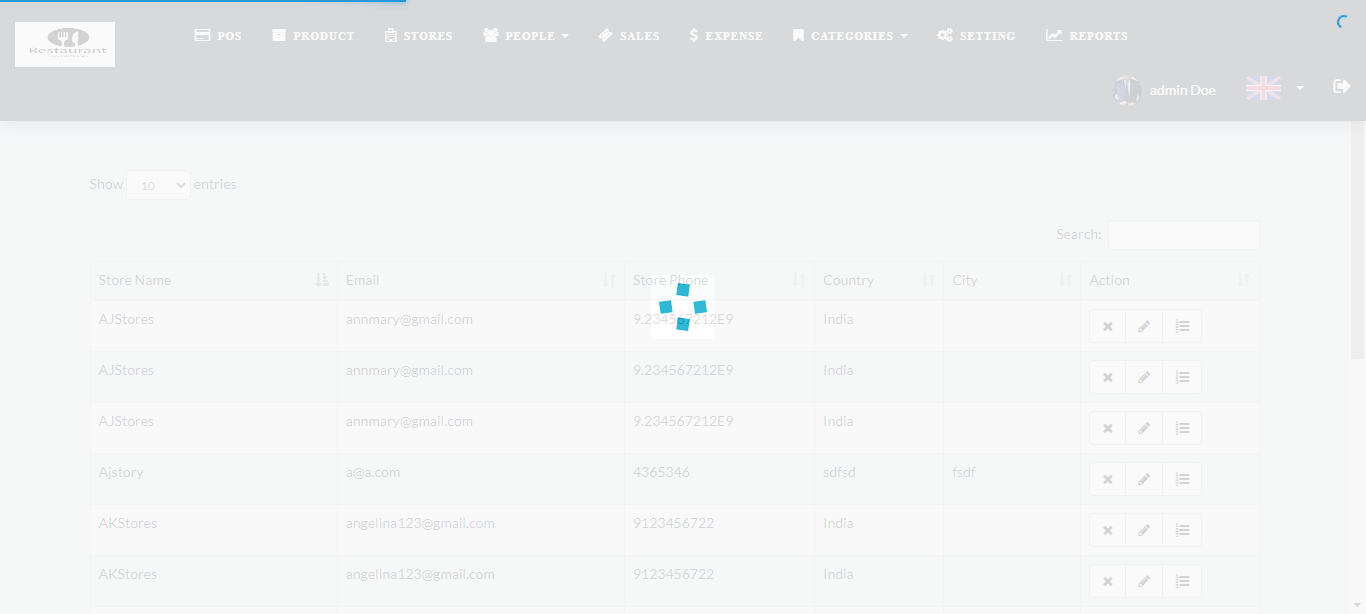 Restaurant
POS PRODUCT STORES PEOPLE SALES EXPENSE CATEGORIES SETTING REPORTS
admin Doe
Show 10 entries
Search:
Store Name Email Store Phone Country City Action
AJStores annmary@gmail.com 9.234567212E9 India
AJStores annmary@gmail.com 9.234567212E9 India
AJStores annmary@gmail.com 9.234567212E9 India
Ajstory a@a.com 4365346 sdfsd fsdf
AKStores angelina123@gmail.com 9123456722 India
AKStores angelina123@gmail.com 9123456722 India